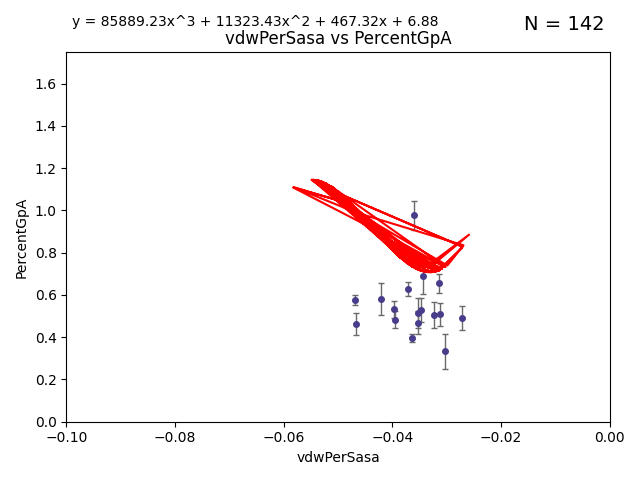 y = 85889.23x^3 + 11323.43x^2 + 467.32x + 6.88
N = 142
vdwPerSasa vs PercentGpA
PercentGpA
1.6
1.4
1.2
1.0
0.8
0.6
0.4
0.2
0.0
−0.10 −0.08 −0.06 −0.04 −0.02 0.00
vdwPerSasa